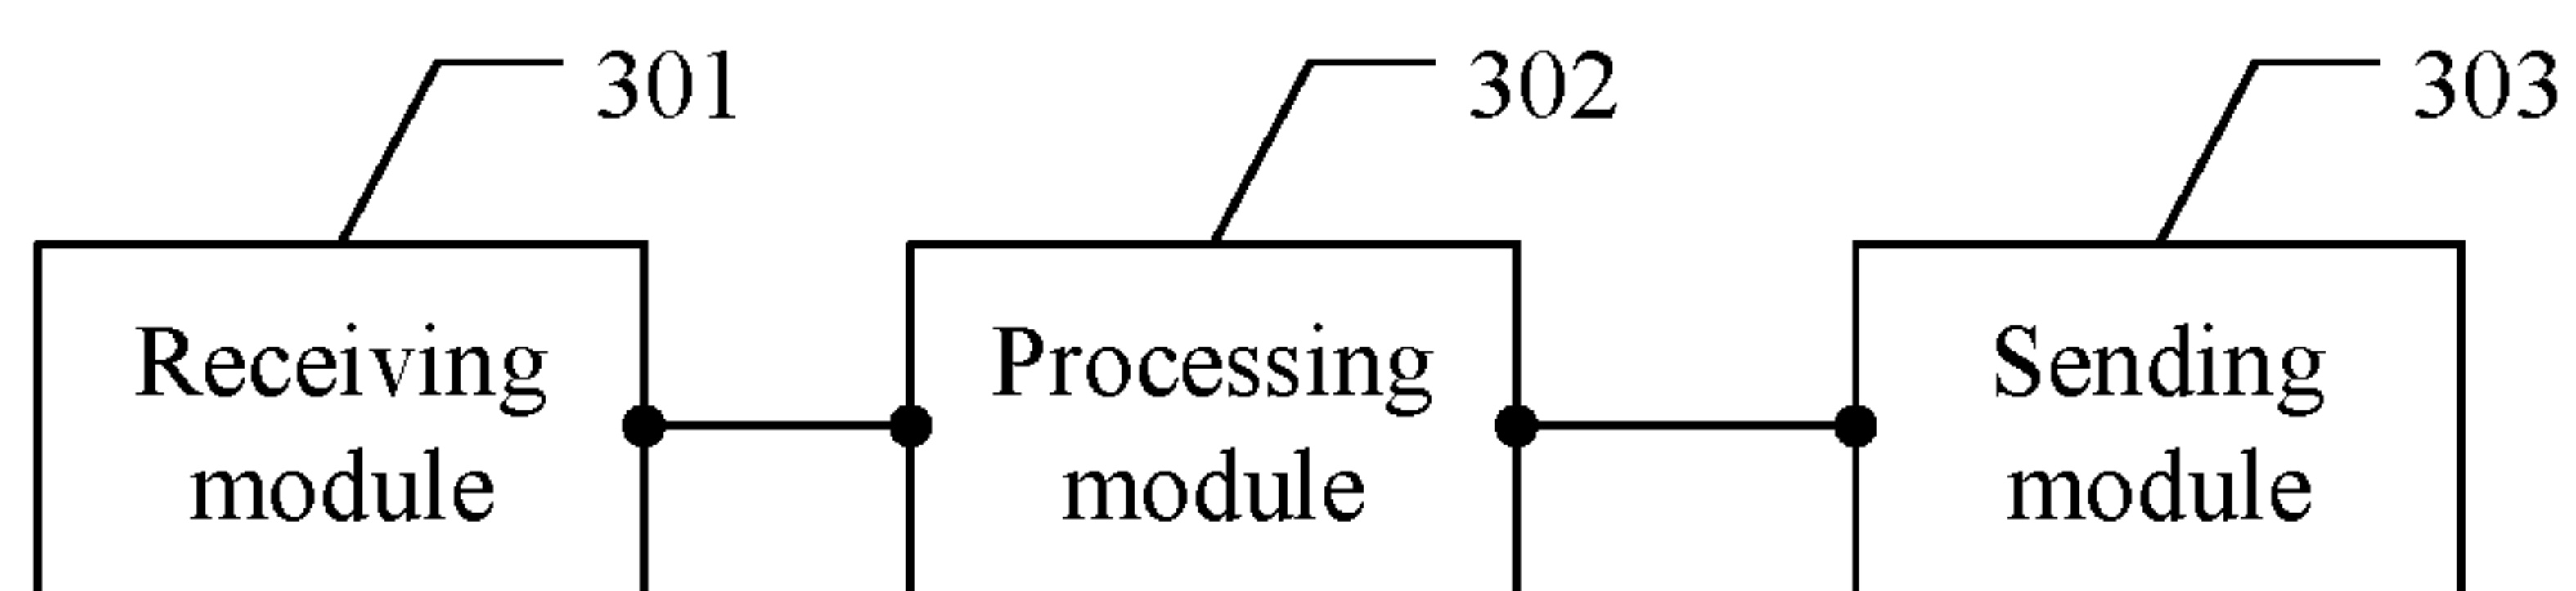 301
302
303
Receiving
module
Processing
module
Sending
module